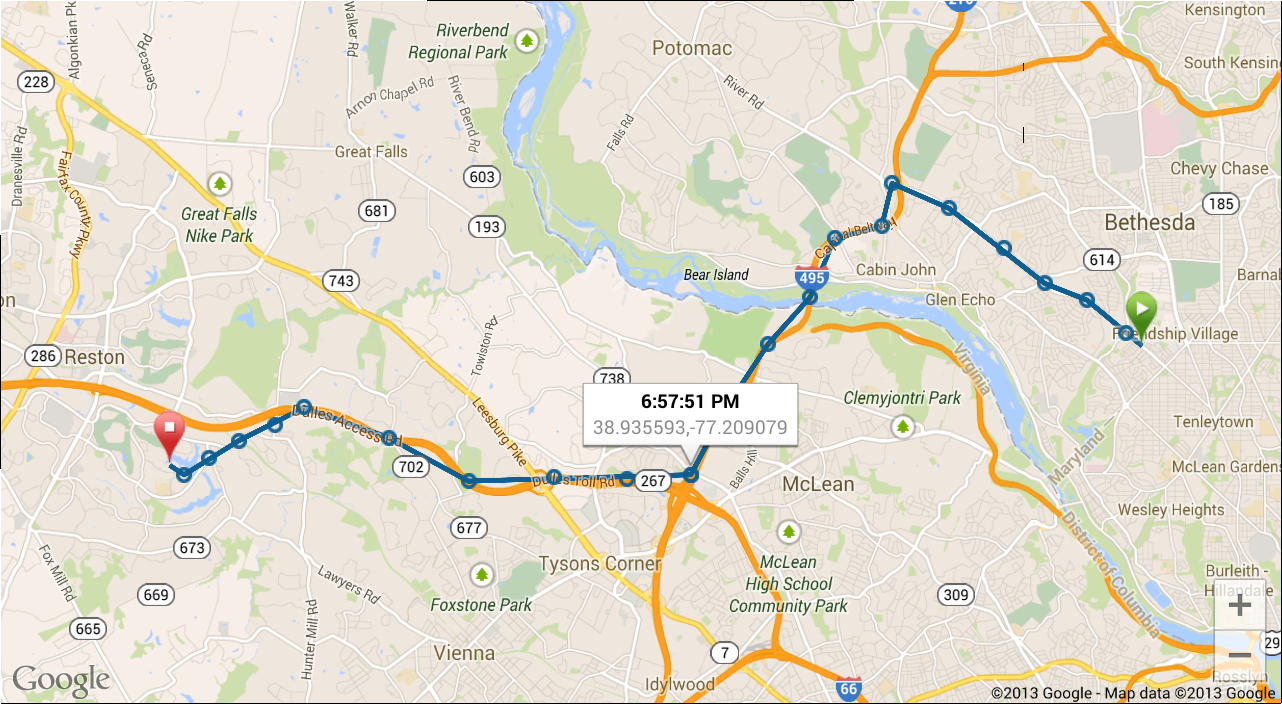 Riverbend
Regional Park
Potomac
276
Kensington
South Kensin
Algonkian Pk
Seneca Rd
Walker Rd
228
Arnon Chapel Rd
River Bend Rd
River Rd
Falls Rd
Dranesville Rd
Great Falls
Fairfax County Pkwy
603
Chevy Chase
Great Falls
Nike Park
681
193
185
Bethesda
Capital Beltway
614
743
Bear Island
495
Cabin John
Barnal
Glen Echo
on
286
Reston
Towlston Rd
Friendship Village
Virginia
738
6:57:51 PM
38.935593,-77.209079
Clemyjontri Park
Leesburg Pike
Dulles Access Rd
Tenleytown
Maryland
702
267
Dulles Toll Rd
Balls Hill
McLean
McLean Gardens
Wesley Heights
District of Columbia
677
673
Tysons Corner
McLean
High School
Community Park
Fox Mill Rd
Lawyers Rd
Hunter Mill Rd
669
Foxstone Park
309
Burleith -
Hillandale
665
Vienna
7
29
Idylwood
66
Rosslyn
Google
©2013 Google - Map data ©2013 Google